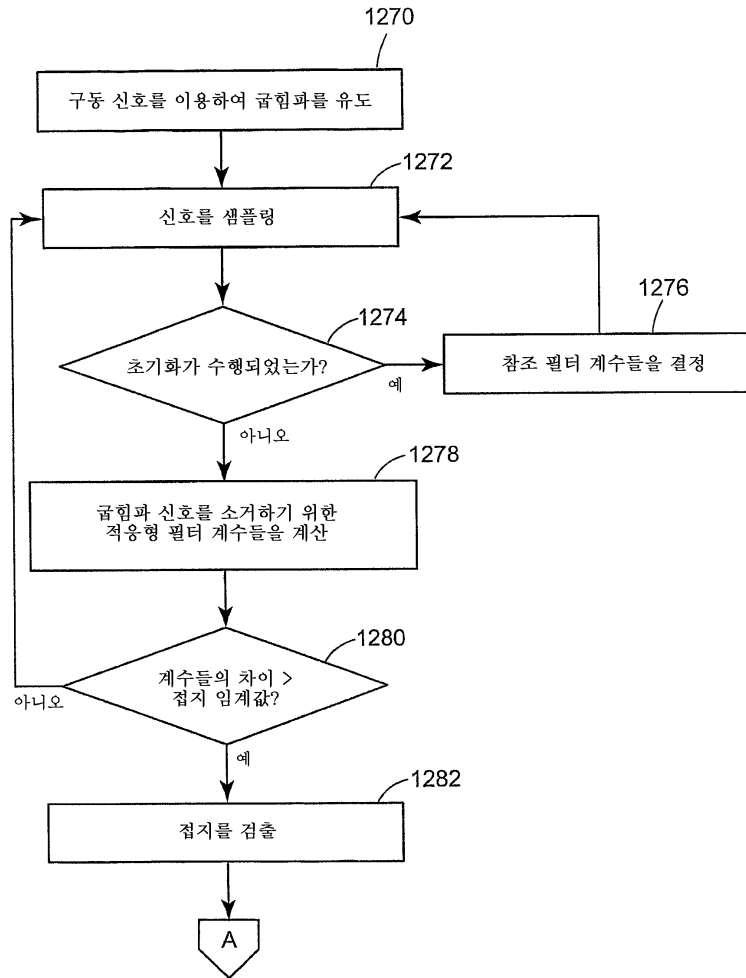 1270
구동 신호를 이용하여 굽힘파를 유도
1272
신호를 샘플링
1274
초기화가 수행되었는가?
예
1276
참조 필터 계수들을 결정
아니오
1278
굽힘파 신호를 소거하기 위한
적응형 필터 계수들을 계산
1280
계수들의 차이 >
접지 임계값?
아니오
예
1282
접지를 검출
A